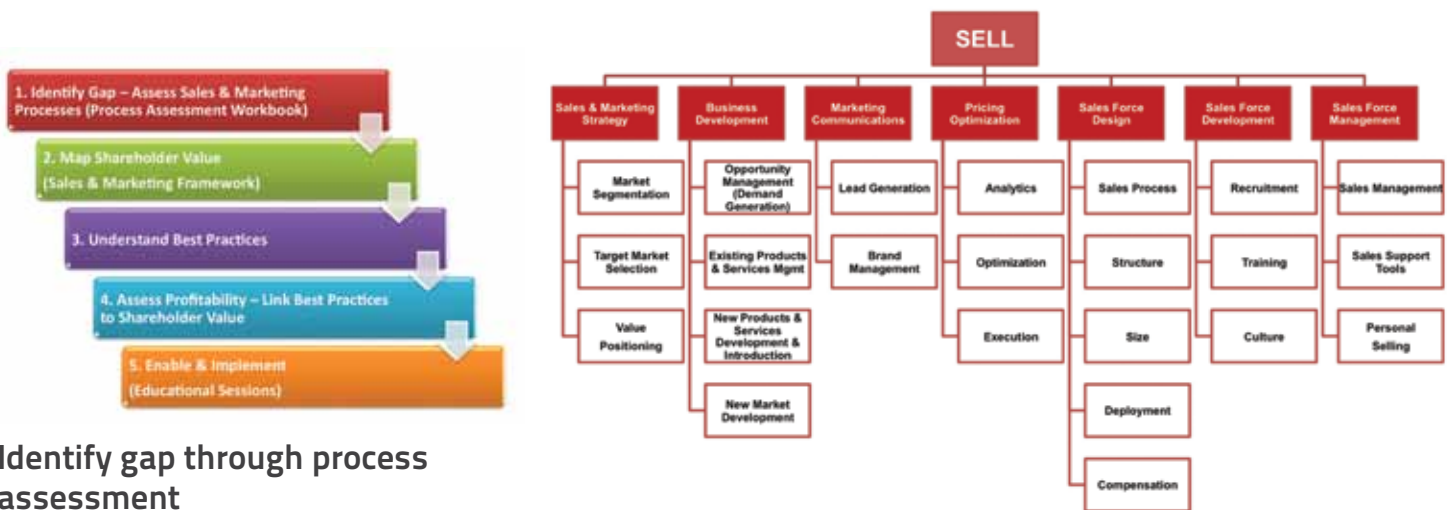 1. Identify Gap – Assess Sales & Marketing
Processes (Process Assessment Workbook)
2. Map Shareholder Value
(Sales & Marketing Framework)
3. Understand Best Practices
4. Assess Profitability – Link Best Practices
to Shareholder Value
5. Enable & Implement
(Educational Sessions)
Identify gap through process
assessment
SELL
Sales & Marketing
Strategy
Market
Segmentation
Target Market
Selection
Value
Positioning
Business
Development
Opportunity
Management
(Demand
Generation)
Existing Products
& Services Mgmt
New Products &
Services
Development &
Introduction
New Market
Development
Marketing
Communications
Lead Generation
Brand
Management
Pricing
Optimization
Analytics
Optimization
Execution
Sales Force
Design
Sales Process
Structure
Size
Deployment
Compensation
Sales Force
Development
Recruitment
Training
Culture
Sales Force
Management
Sales Management
Sales Support
Tools
Personal
Selling